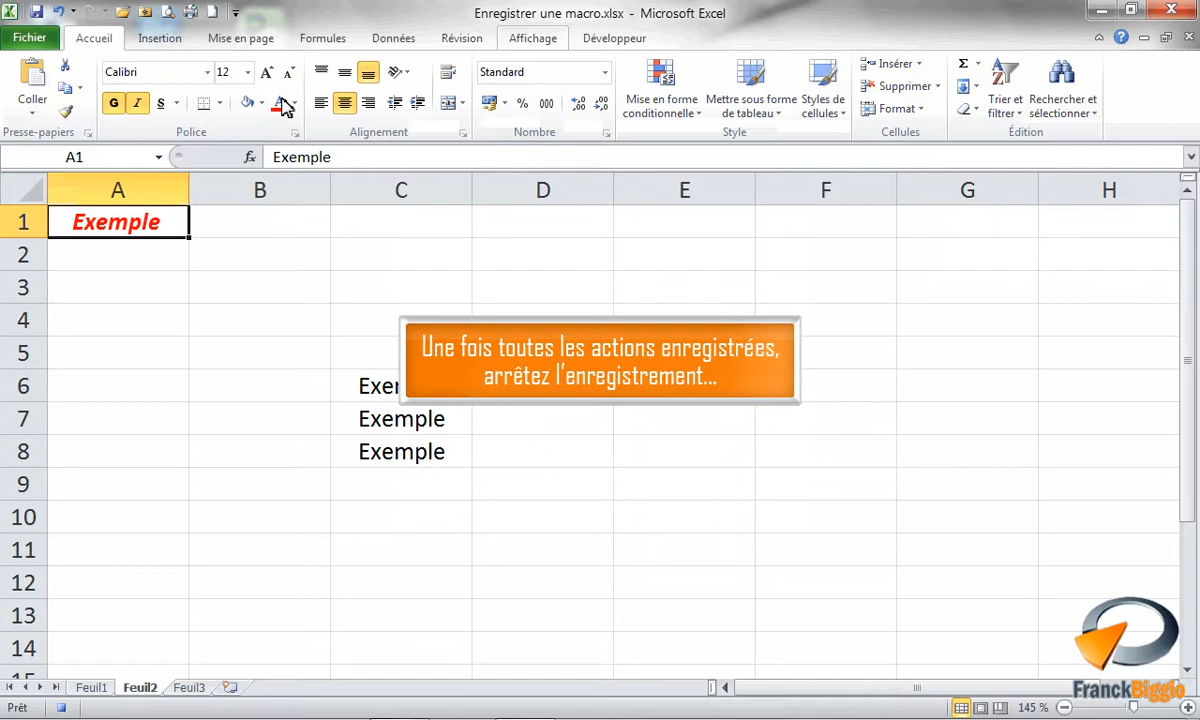 Enregistrer une macro.xlsx - Microsoft Excel
Fichier Accueil Insertion Mise en page Formules Données Révision Affichage Développeur
Coller
Presse-papiers
Calibri 12
G I S
Police
Alignement
Standard
% 000
Nombre
Mise en forme conditionnelle
Mettre sous forme de tableau
Styles de cellules
Style
Insérer
Supprimer
Format
Cellules
Σ
Trier et filtrer
Rechercher et sélectionner
Édition
A1 fx Exemple
A B C D E F G H
1 Exemple
2
3
4
5
Une fois toutes les actions enregistrées,
arrêtez l'enregistrement...
6 Exe
7 Exemple
8 Exemple
9
10
11
12
13
14
15
FranckBiggio
Feuil1 Feuil2 Feuil3
Prêt 145 %